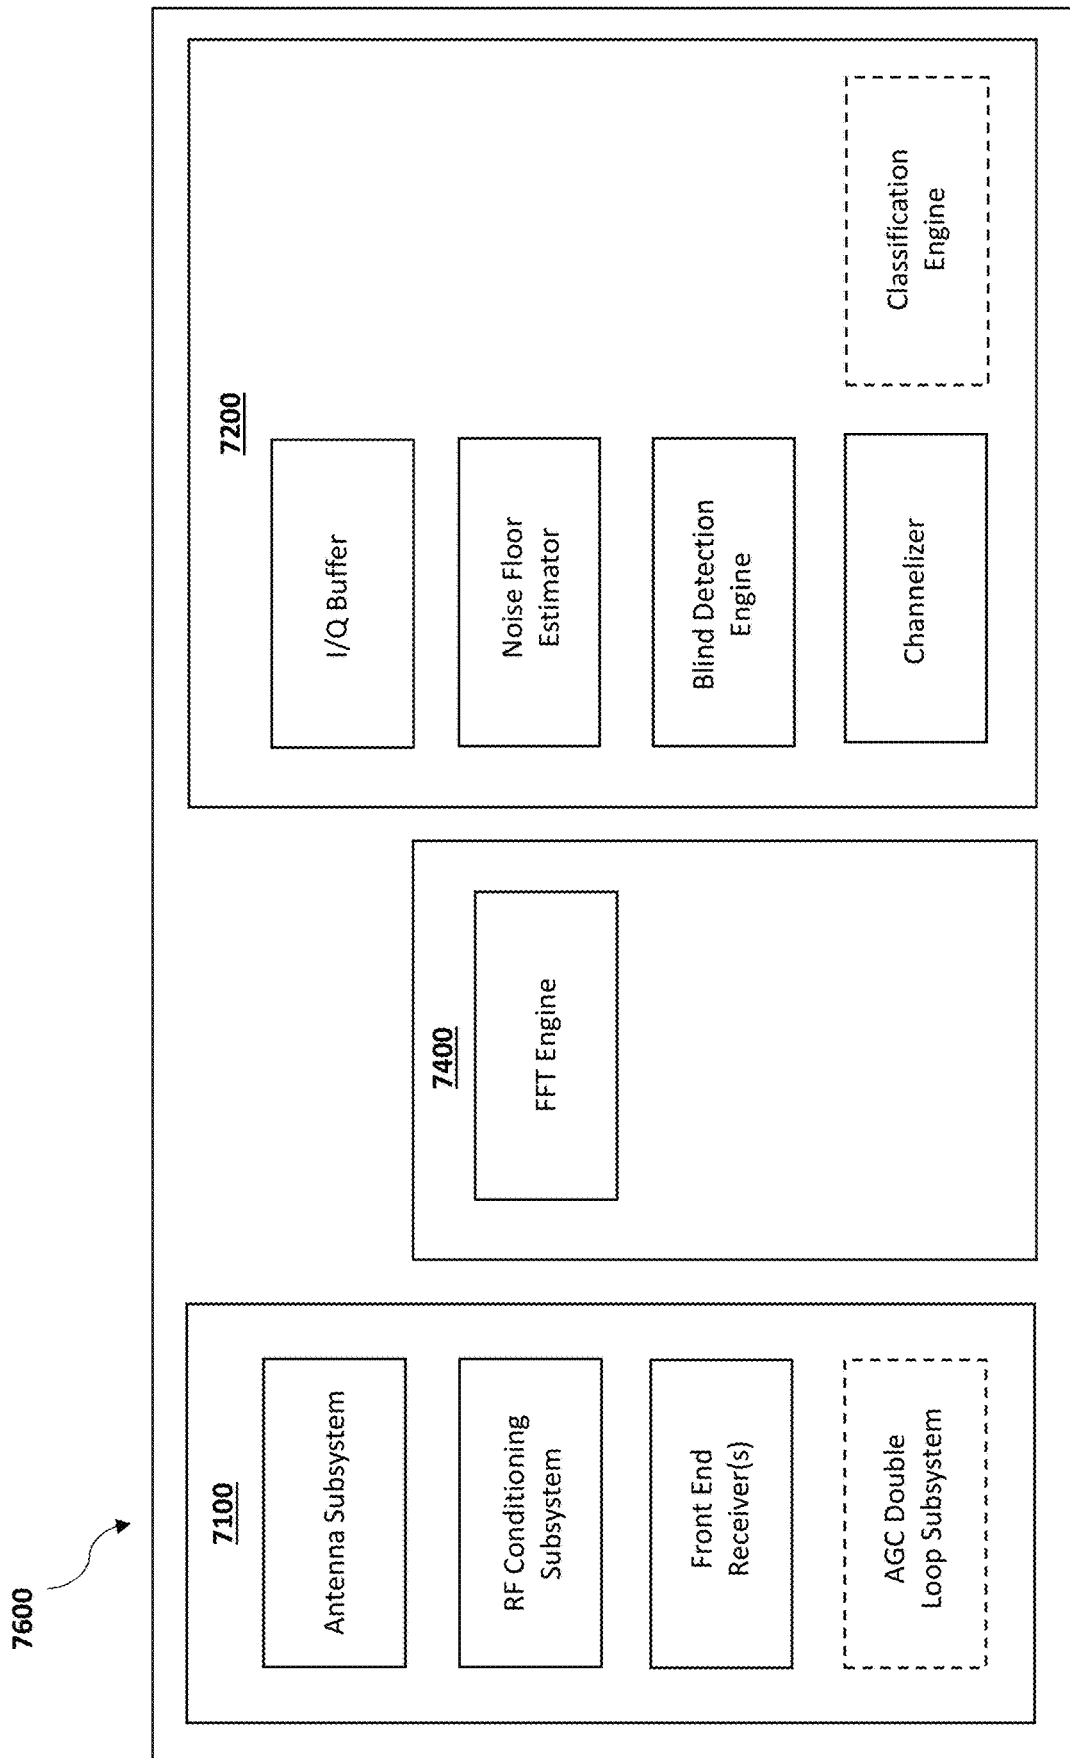 7600
7100
Antenna Subsystem
RF Conditioning
Subsystem
Front End
Receiver(s)
AGC Double
Loop Subsystem
7400
FFT Engine
7200
I/Q Buffer
Noise Floor
Estimator
Blind Detection
Engine
Channelizer
Classification
Engine